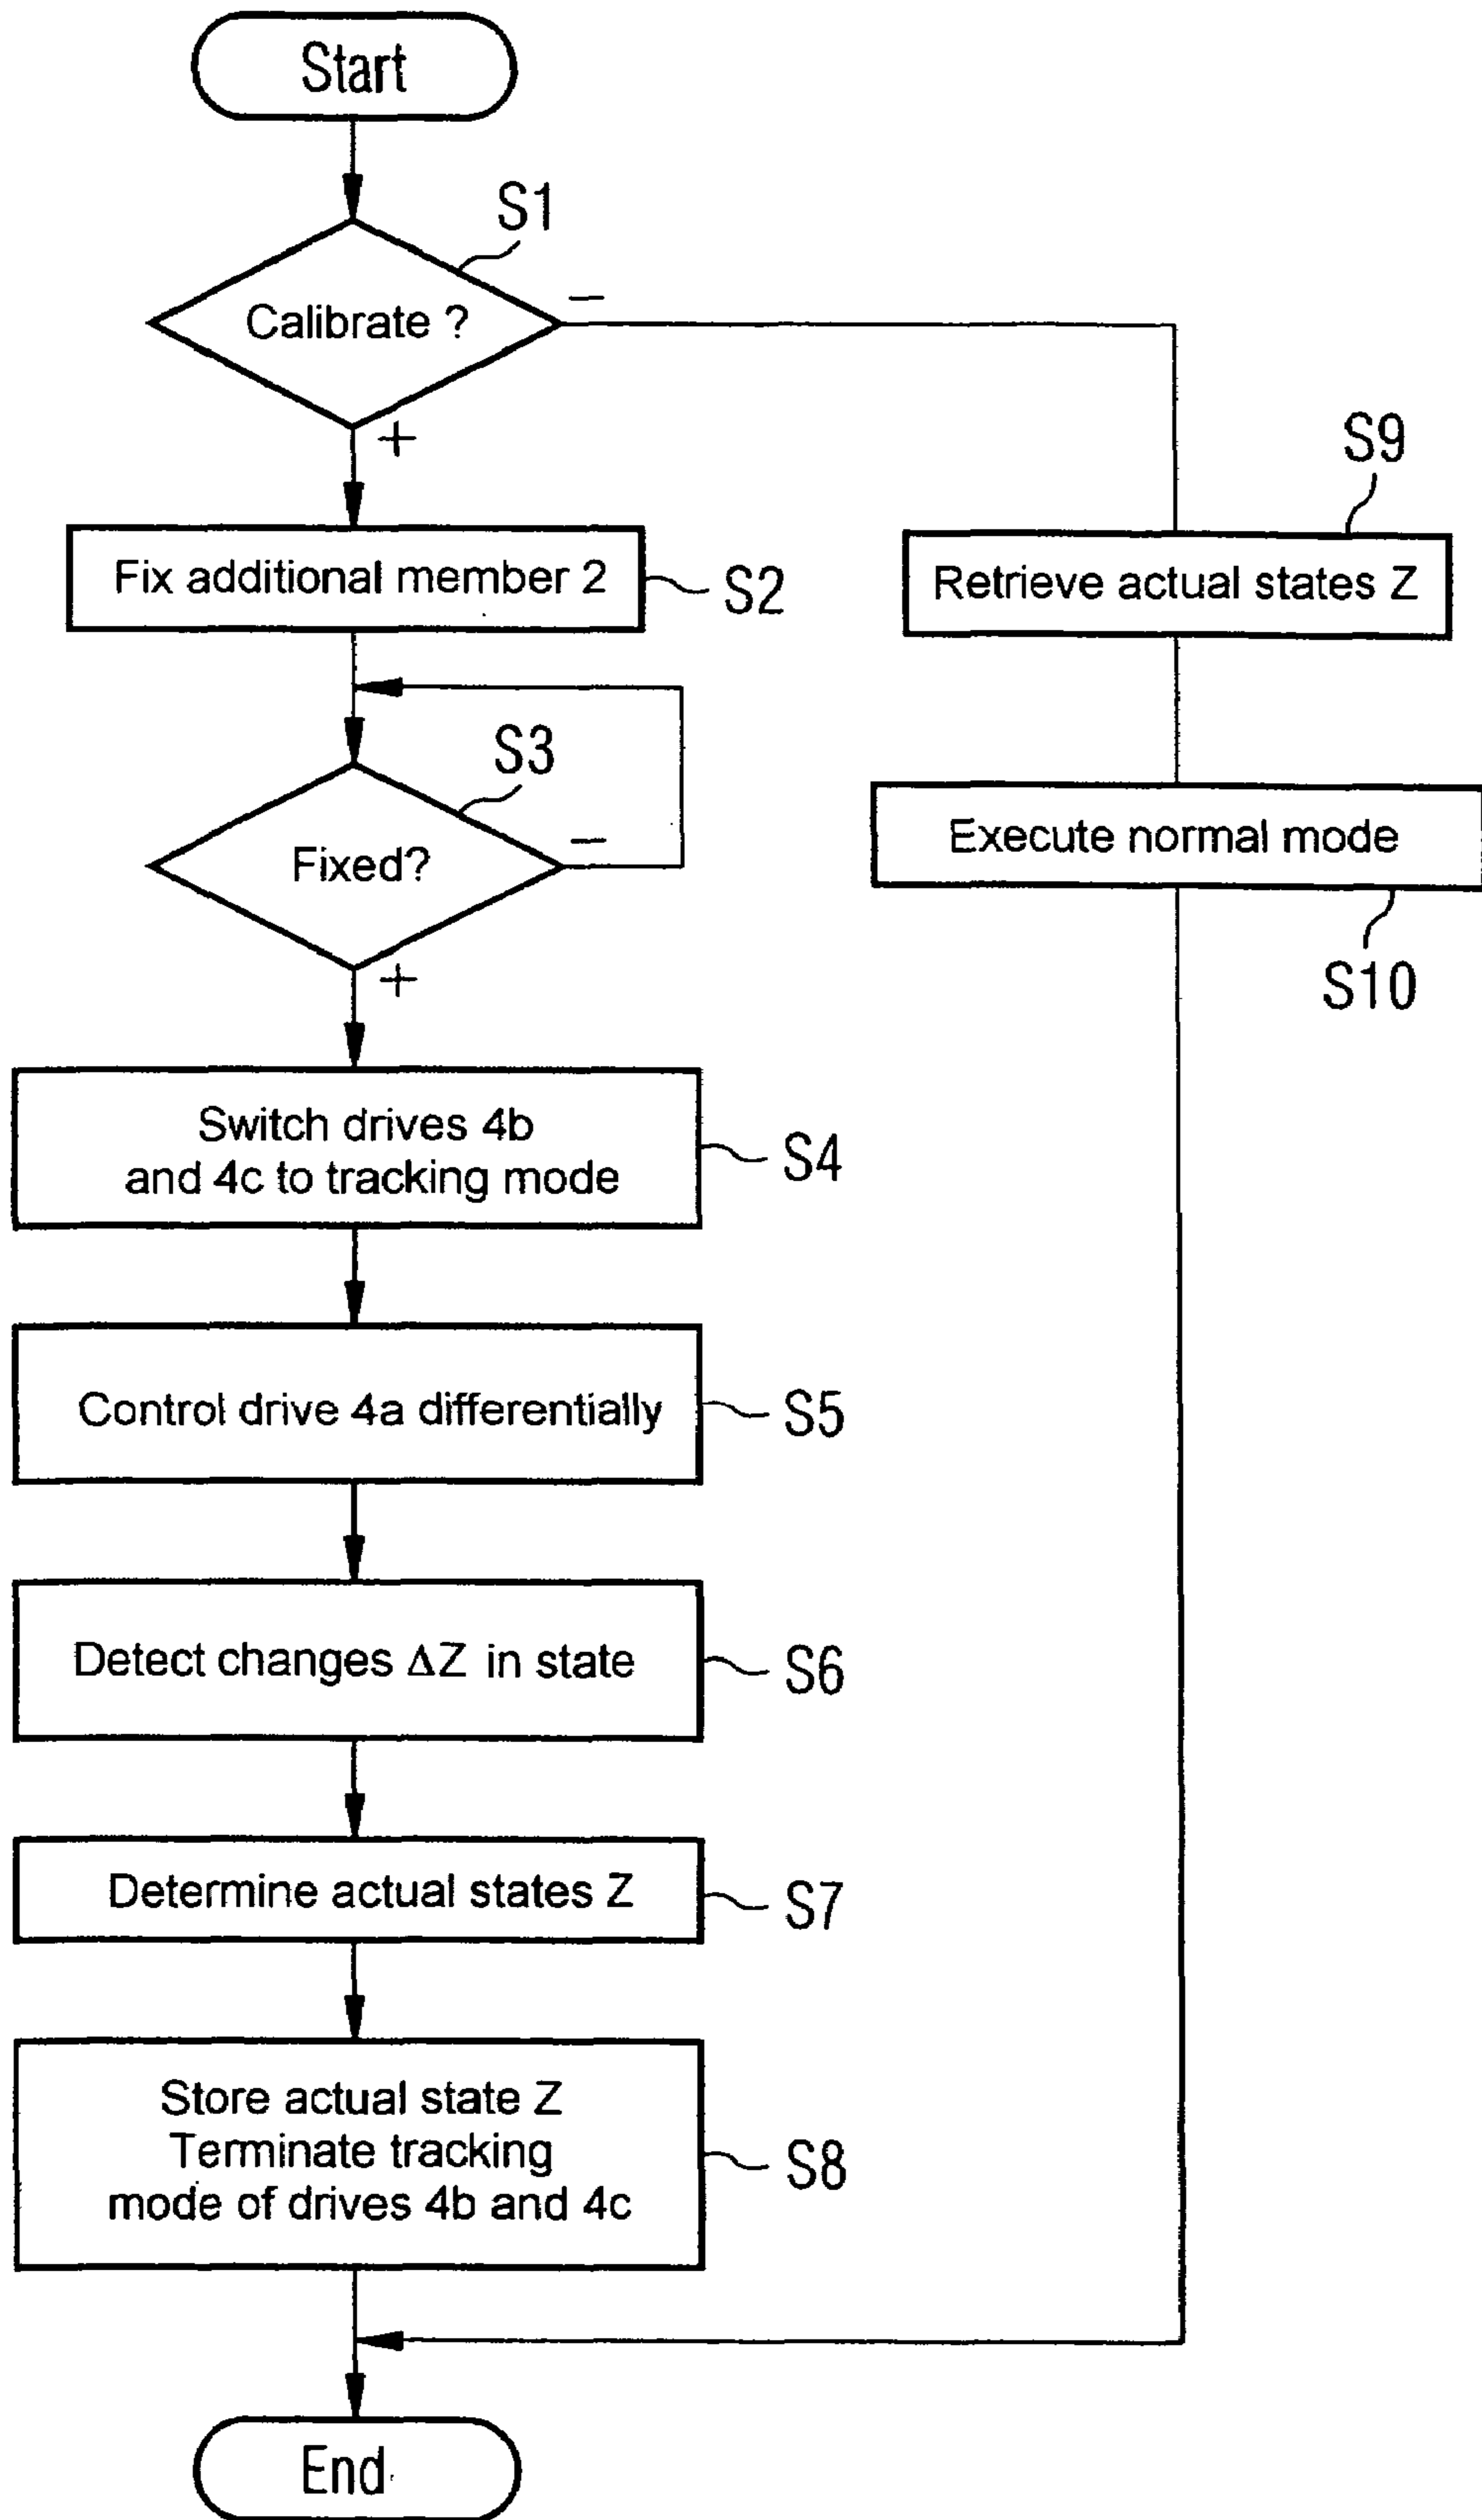 Start
S1
Calibrate ?
−
+
S9
Fix additional member 2
S2
Retrieve actual states Z
S3
Fixed?
−
+
Execute normal mode
S10
Switch drives 4b
and 4c to tracking mode
S4
Control drive 4a differentially
S5
Detect changes ΔZ in state
S6
Determine actual states Z
S7
Store actual state Z
Terminate tracking
mode of drives 4b and 4c
S8
End